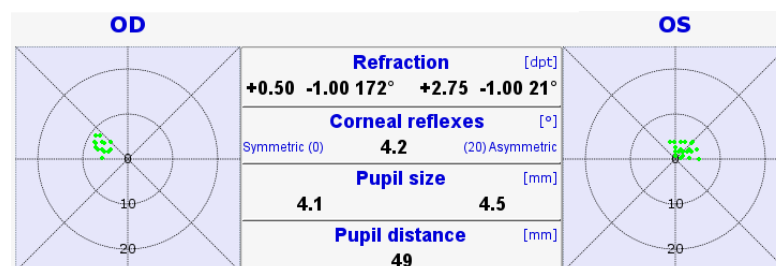 OD OS
Refraction [dpt]
+0.50 -1.00 172° +2.75 -1.00 21°
Corneal reflexes [°]
Symmetric (0) 4.2 (20) Asymmetric
Pupil size [mm]
4.1 4.5
Pupil distance [mm]
49
0
10
20
0
10
20